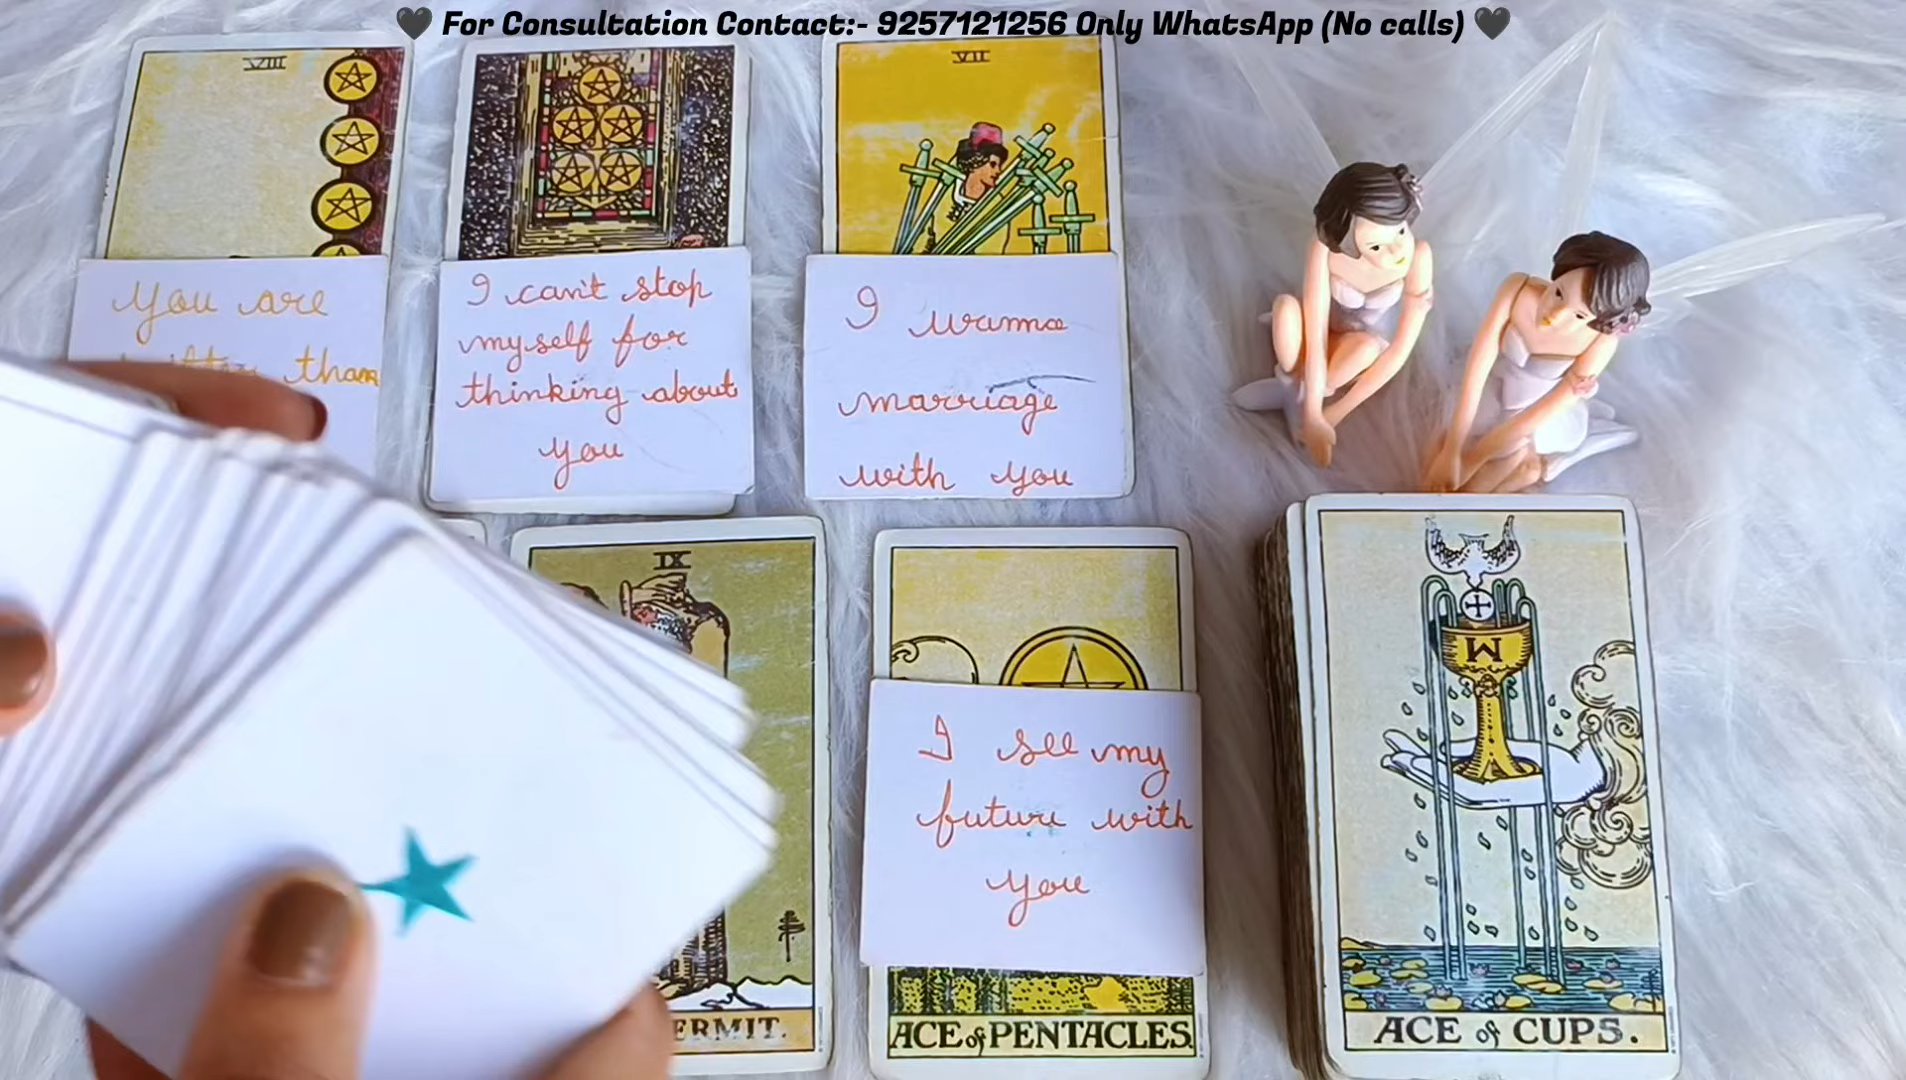 🖤 For Consultation Contact:- 9257121256 Only WhatsApp (No calls) 🖤
VIII
VII
You are
than
I can't stop
myself for
thinking about
you
I wanna
marriage
with you
IX
ERMIT.
I see my
future with
you
ACE of PENTACLES.
M
ACE of CUPS.